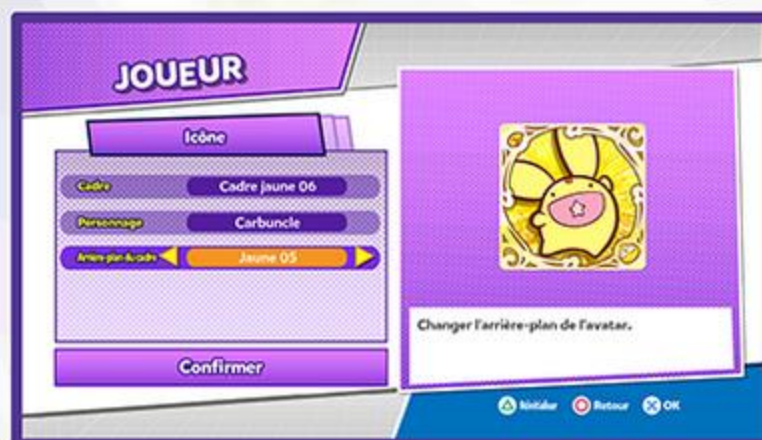 JOUEUR
Icône
Cadre
Cadre jaune 06
Personnage
Carbuncle
Arrière-plan du cadre
Jaune 05
Confirmer
Changer l'arrière-plan de l'avatar.
Retour
OK